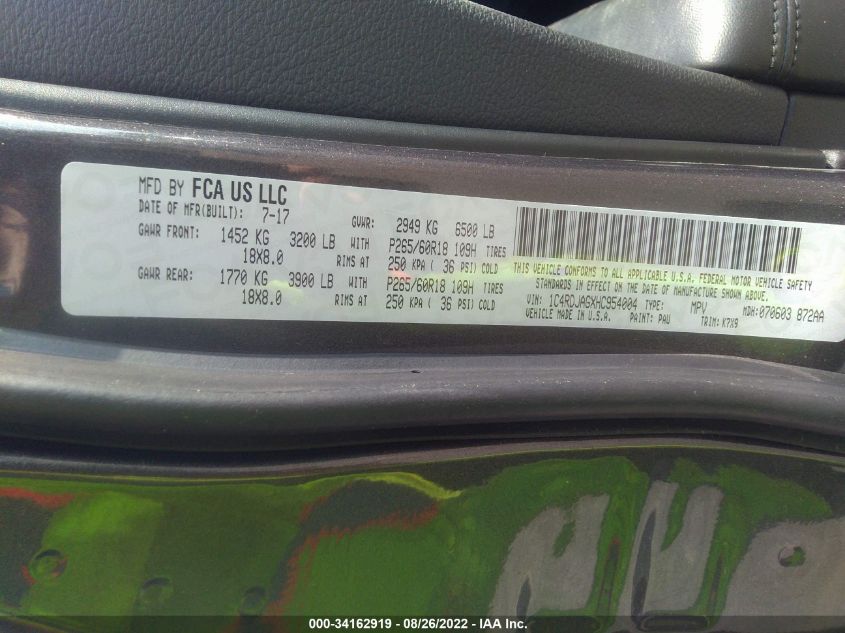 MFD BY FCA US LLC
DATE OF MFR(BUILT): 7-17 GVWR: 2949 KG 6500 LB
GAWR FRONT: 1452 KG 3200 LB WITH P265/60R18 109H TIRES
18X8.0 RIMS AT 250 KPA ( 36 PSI) COLD
GAWR REAR: 1770 KG 3900 LB WITH P265/60R18 109H TIRES
18X8.0 RIMS AT 250 KPA ( 36 PSI) COLD
THIS VEHICLE CONFORMS TO ALL APPLICABLE U.S.A. FEDERAL MOTOR VEHICLE SAFETY
STANDARDS IN EFFECT ON THE DATE OF MANUFACTURE SHOWN ABOVE.
VIN: 1C4RDJAGXHC954004 TYPE: MPV MDH:070603 872AA
VEHICLE MADE IN U.S.A. PAINT: PAU TRIM: K7X9
000-34162919 - 08/26/2022 - IAA Inc.